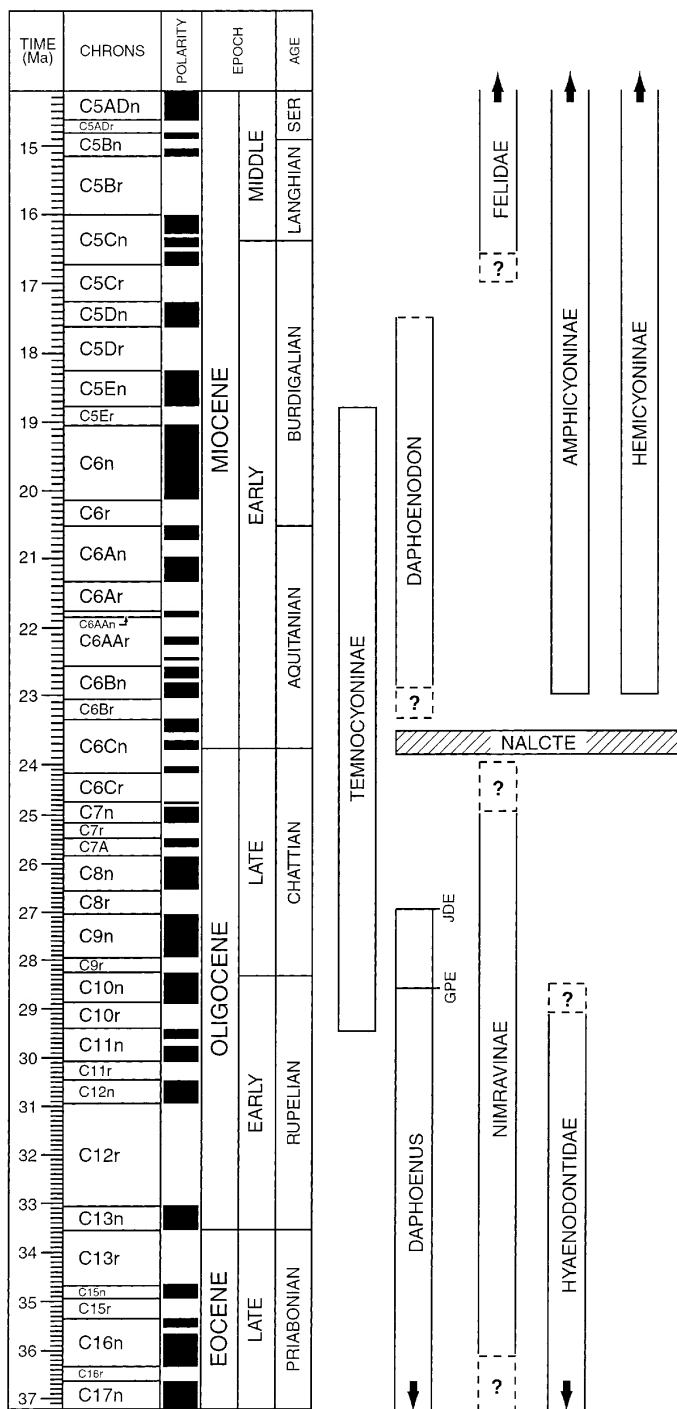 TIME
(Ma)
CHRONS
POLARITY
EPOCH
AGE
C5ADn
C5ADr
C5Bn
C5Br
C5Cn
C5Cr
C5Dn
C5Dr
C5En
C5Er
C6n
C6r
C6An
C6Ar
C6AAn
C6AAr
C6Bn
C6Br
C6Cn
C6Cr
C7n
C7r
C7A
C8n
C8r
C9n
C9r
C10n
C10r
C11n
C11r
C12n
C12r
C13n
C13r
C15n
C15r
C16n
C16r
C17n
15
16
17
18
19
20
21
22
23
24
25
26
27
28
29
30
31
32
33
34
35
36
37
MIOCENE
OLIGOCENE
EOCENE
MIDDLE
EARLY
LATE
EARLY
LATE
SER
LANGHIAN
BURDIGALIAN
AQUITANIAN
CHATTIAN
RUPELIAN
PRIABONIAN
TEMNOCYONINAE
DAPHOENODON
?
FELIDAE
?
AMPHICYONINAE
HEMICYONINAE
NALCTE
JDE
GPE
DAPHOENUS
?
NIMRAVINAE
?
?
HYAENODONTIDAE